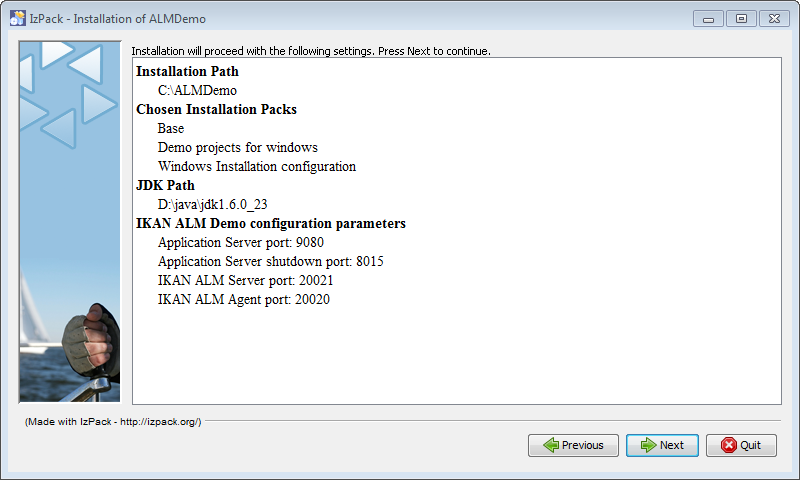 IzPack - Installation of ALMDemo
Installation will proceed with the following settings. Press Next to continue.
Installation Path
C:\ALMDemo
Chosen Installation Packs
Base
Demo projects for windows
Windows Installation configuration
JDK Path
D:\java\jdk1.6.0_23
IKAN ALM Demo configuration parameters
Application Server port: 9080
Application Server shutdown port: 8015
IKAN ALM Server port: 20021
IKAN ALM Agent port: 20020
(Made with IzPack - http://izpack.org/)
Previous Next Quit